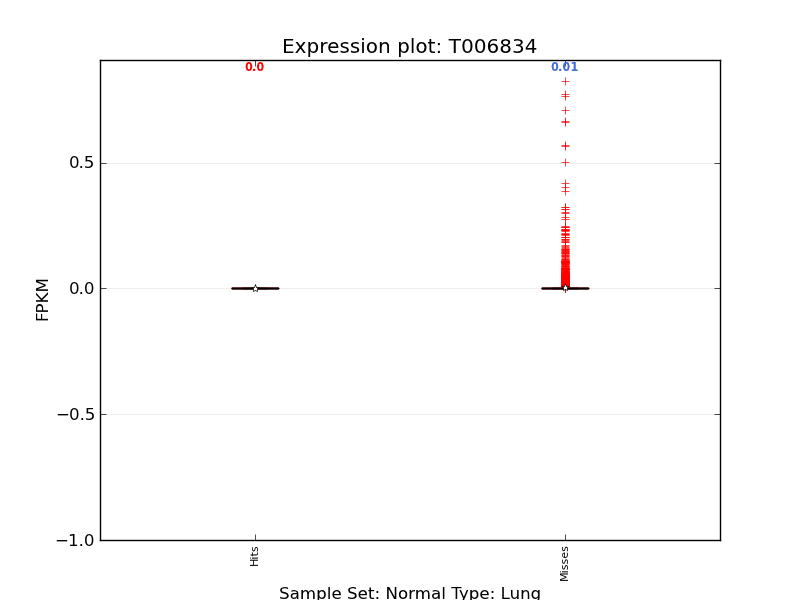 Expression plot: T006834
0.0
0.01
0.5
0.0
−0.5
−1.0
FPKM
Hits
Misses
Sample Set: Normal Type: Lung